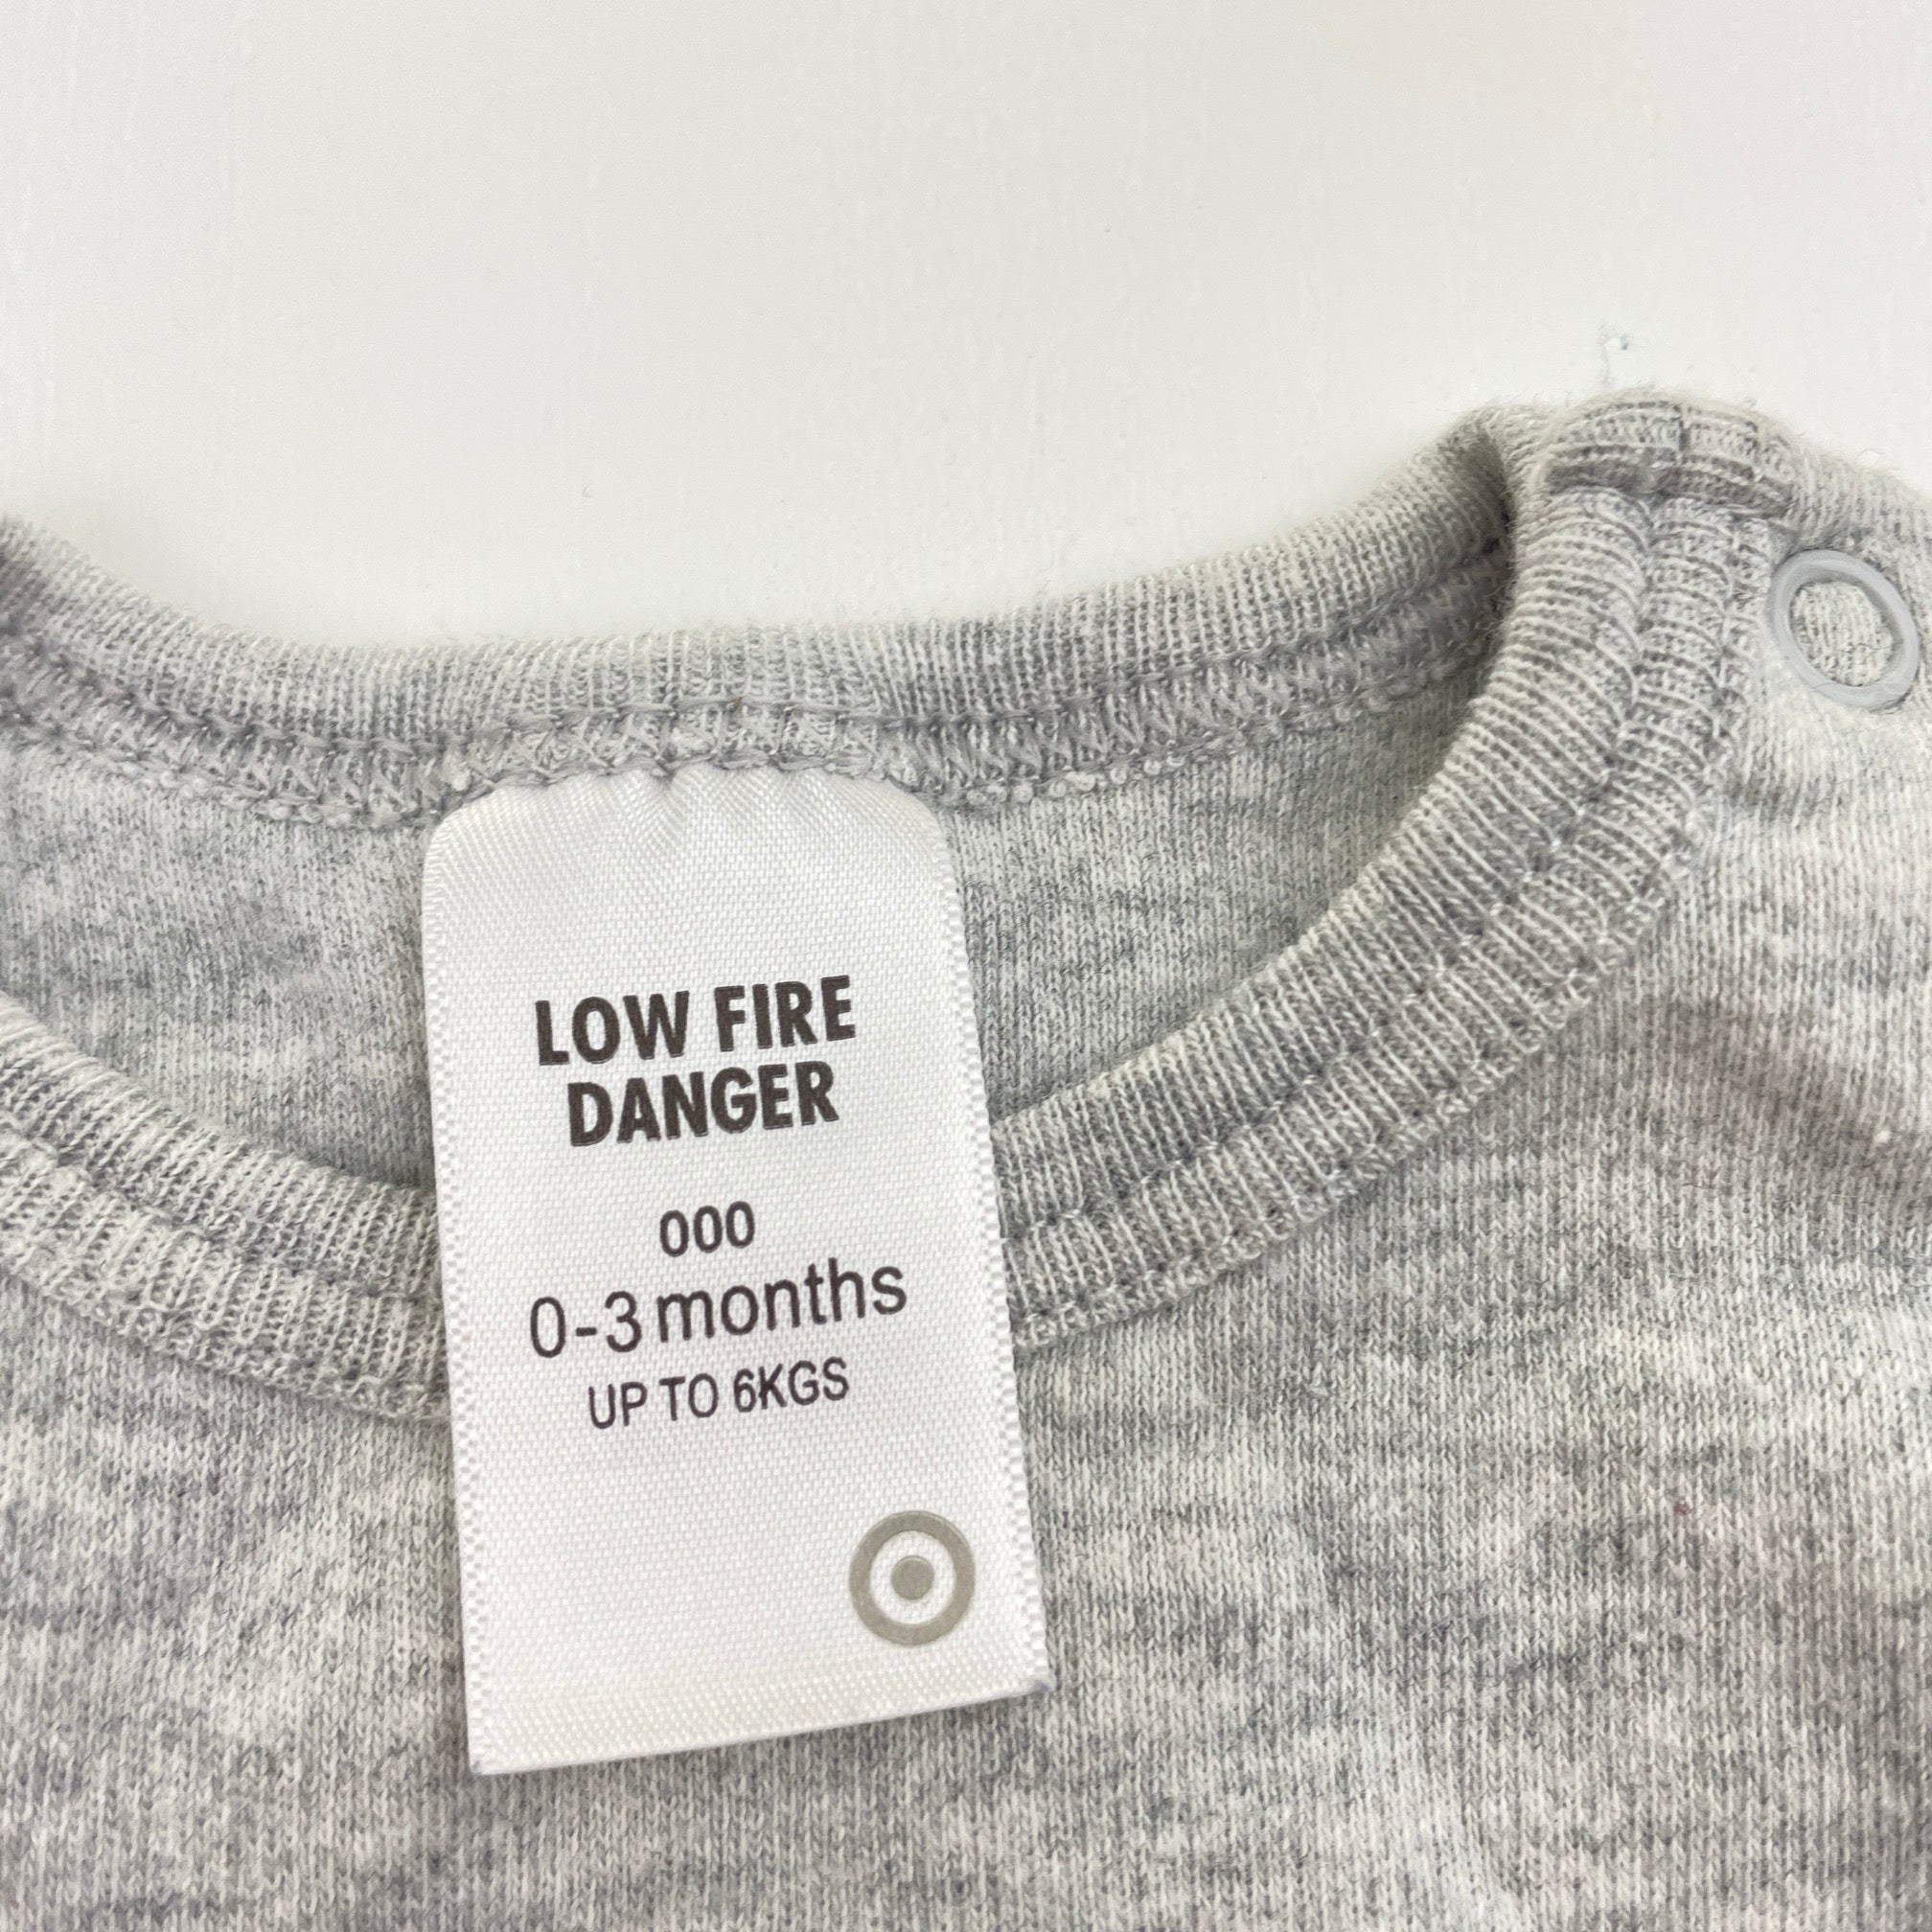 LOW FIRE
DANGER
000
0-3 months
UP TO 6KGS